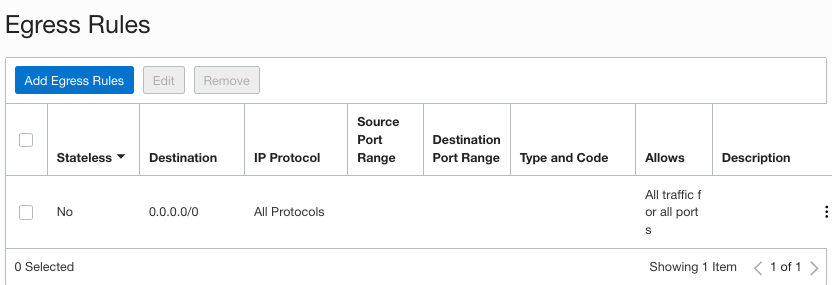 Egress Rules
Add Egress Rules Edit Remove
Stateless Destination IP Protocol Source Port Range Destination Port Range Type and Code Allows Description
No 0.0.0.0/0 All Protocols All traffic f
or all port
s
0 Selected Showing 1 Item 1 of 1